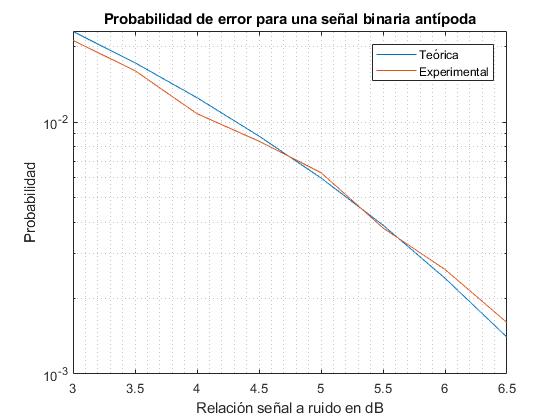 Probabilidad de error para una señal binaria antípoda
Teórica
Experimental
10-2
Probabilidad
10-3
3 3.5 4 4.5 5 5.5 6 6.5
Relación señal a ruido en dB